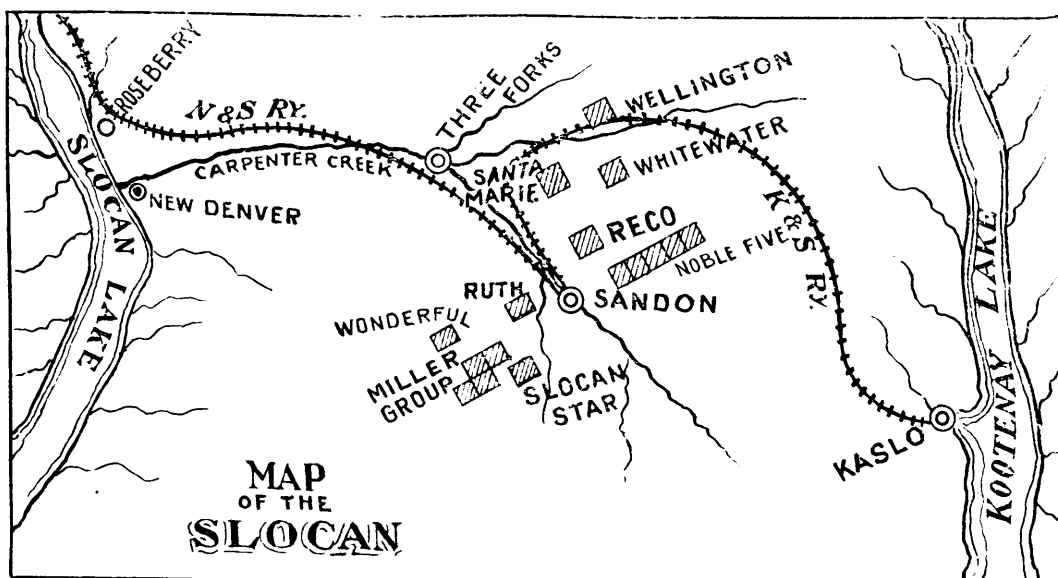 ROSEBERRY
N & S RY.
THREE
FORKS
WELLINGTON
CARPENTER CREEK
SANTA
MARIE
WHITEWATER
NEW DENVER
SLOCAN LAKE
RECO
NOBLE FIVE
K & S RY.
KOOTENAY LAKE
RUTH
SANDON
WONDERFUL
MILLER
GROUP
SLOCAN
STAR
KASLO
MAP
OF THE
SLOCAN